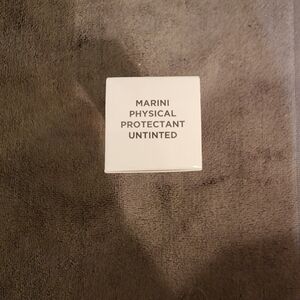 MARINI
PHYSICAL
PROTECTANT
UNTINTED